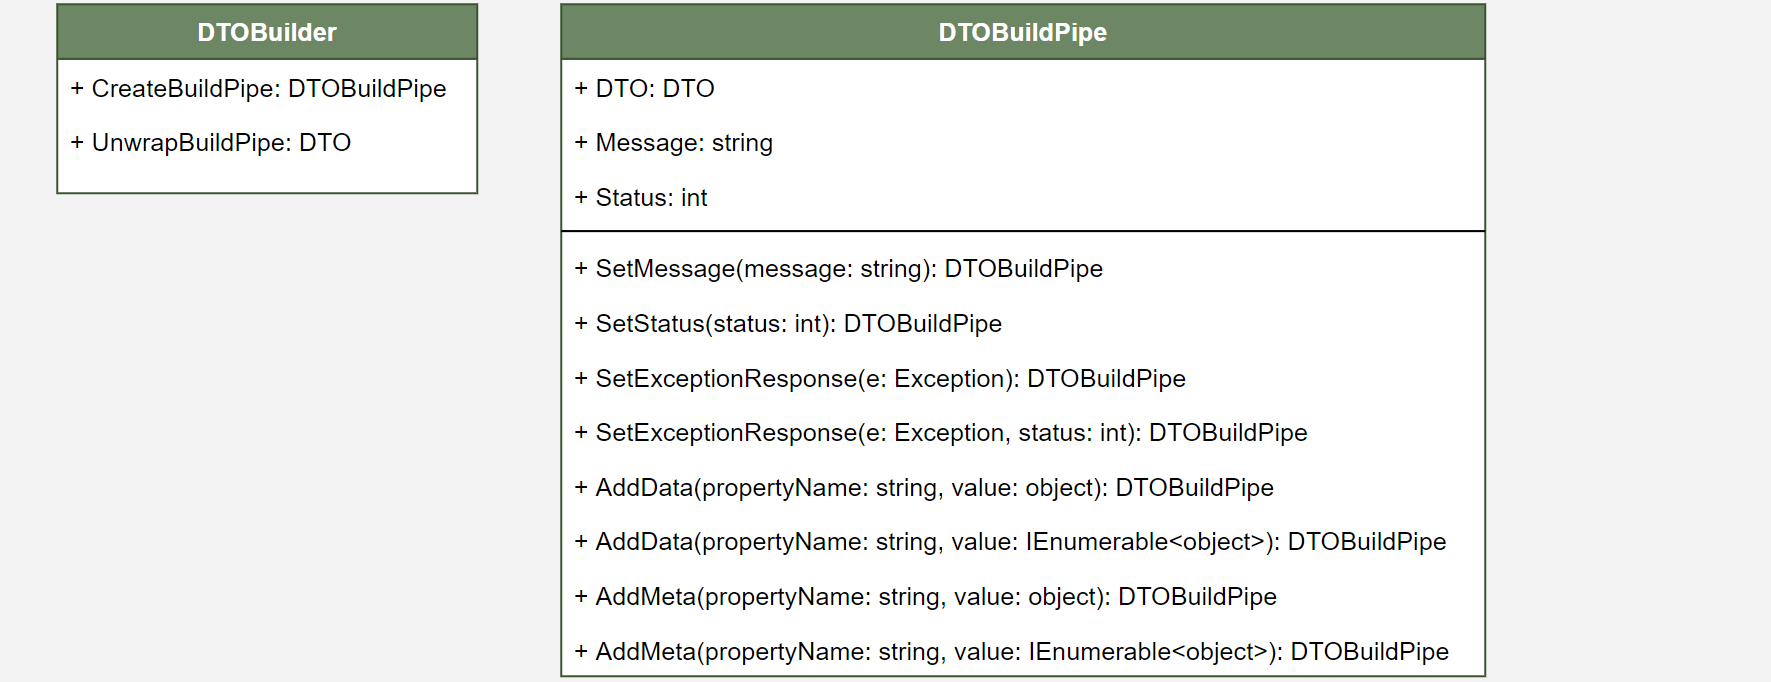 DTOBuilder
+ CreateBuildPipe: DTOBuildPipe
+ UnwrapBuildPipe: DTO
DTOBuildPipe
+ DTO: DTO
+ Message: string
+ Status: int
+ SetMessage(message: string): DTOBuildPipe
+ SetStatus(status: int): DTOBuildPipe
+ SetExceptionResponse(e: Exception): DTOBuildPipe
+ SetExceptionResponse(e: Exception, status: int): DTOBuildPipe
+ AddData(propertyName: string, value: object): DTOBuildPipe
+ AddData(propertyName: string, value: IEnumerable<object>): DTOBuildPipe
+ AddMeta(propertyName: string, value: object): DTOBuildPipe
+ AddMeta(propertyName: string, value: IEnumerable<object>): DTOBuildPipe